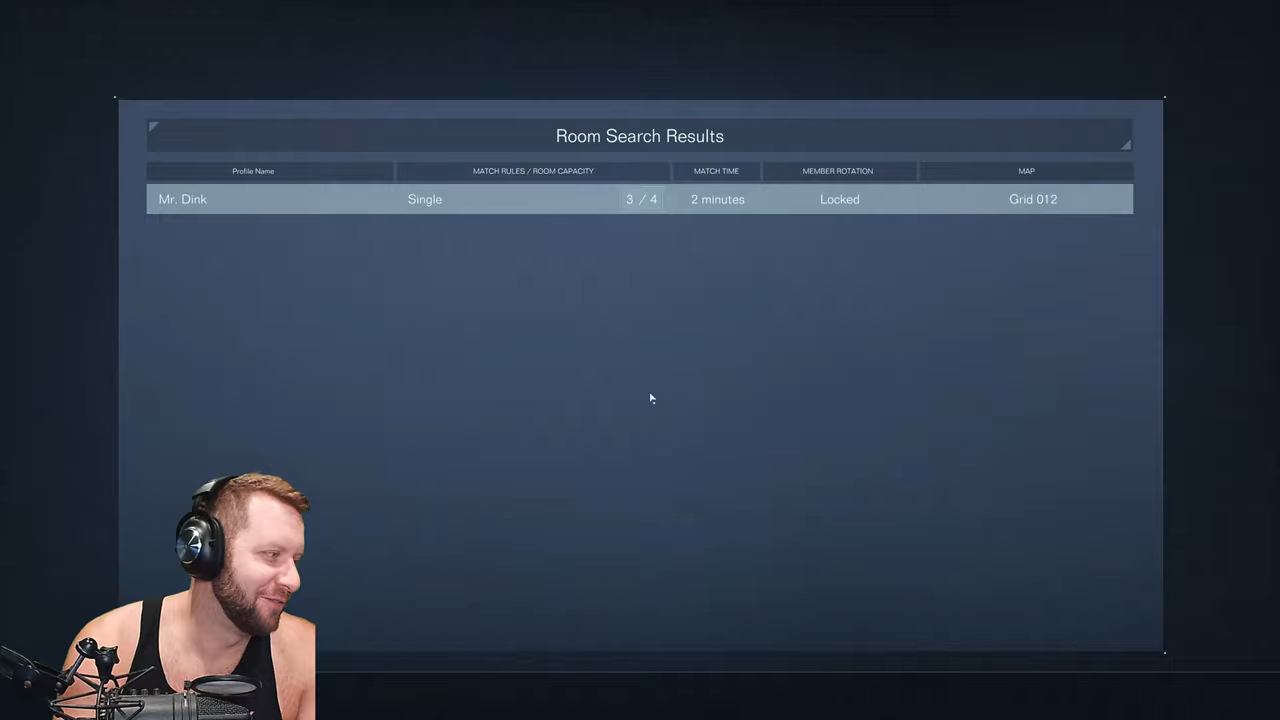 Room Search Results
Profile Name MATCH RULES / ROOM CAPACITY MATCH TIME MEMBER ROTATION MAP
Mr. Dink Single 3 / 4 2 minutes Locked Grid 012